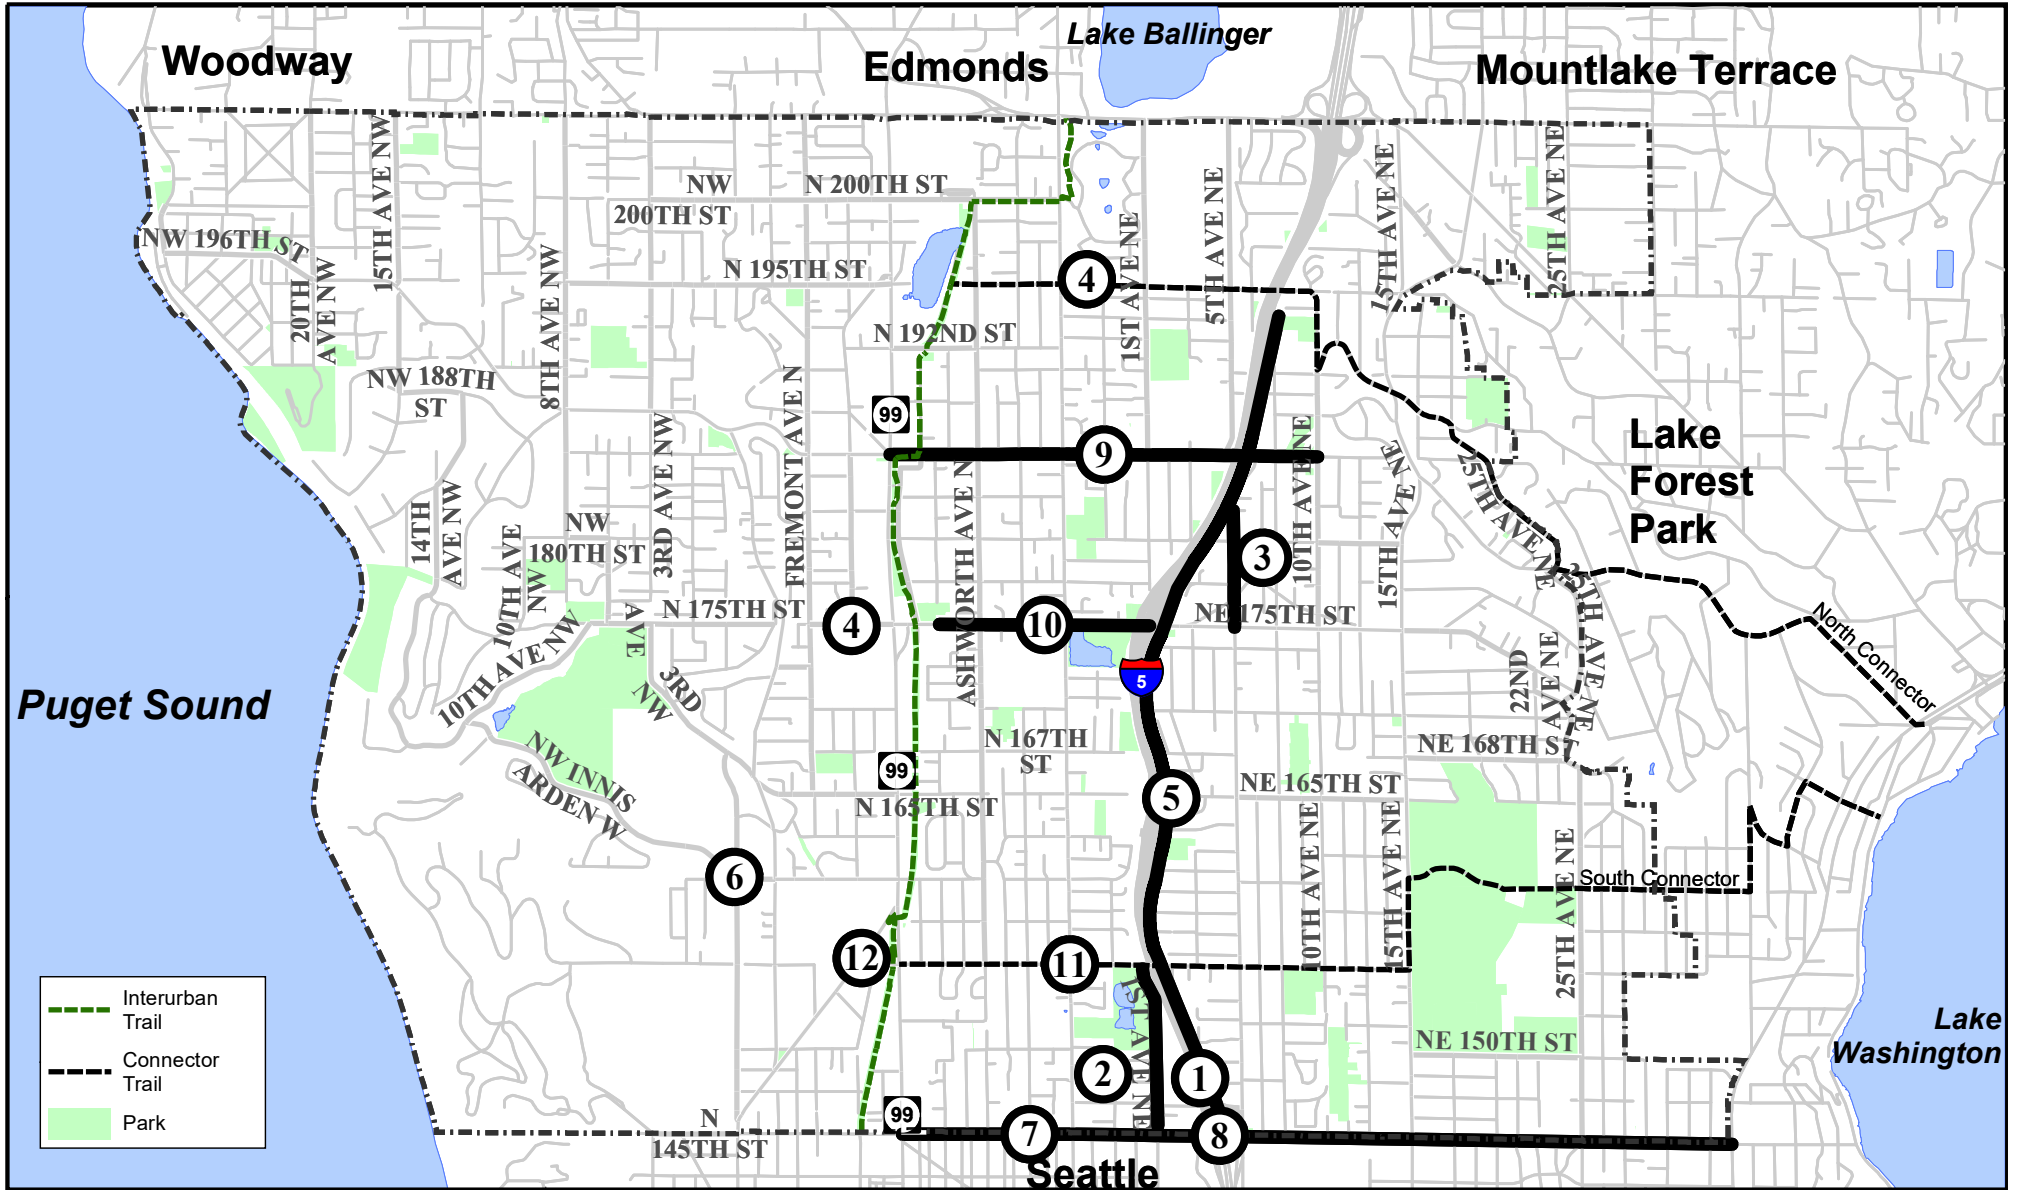 Lake Ballinger
Woodway
Edmonds
Mountlake Terrace
15TH AVE NW
NW
200TH ST
N 200TH ST
5TH AVE NE
15TH AVE NE
25TH AVE NE
NW 196TH ST
20TH
AVE NW
8TH AVE NW
N 195TH ST
4
1ST AVE NE
N 192ND ST
NW 188TH
ST
99
FREMONT AVE N
3RD AVE NW
9
10TH AVE NE
15TH AVE NE
25TH AVE NE
Lake
Forest
Park
14TH
AVE NW
10TH AVE
NW
NW
180TH ST
ASHWORTH AVE N
3
N 175TH ST
4
10
NE 175TH ST
25TH AVE NE
North Connector
10TH AVE NW
AVE
3RD
NW
5
22ND
AVE NE
Puget Sound
NW INNIS
ARDEN W
99
N 167TH
ST
NE 168TH ST
N 165TH ST
5
NE 165TH ST
6
10TH AVE NE
15TH AVE NE
25TH AVE NE
South Connector
12
11
1ST AVE NE
Interurban
Trail
Connector
Trail
Park
2
1
NE 150TH ST
Lake
Washington
99
N
145TH ST
7
8
Seattle